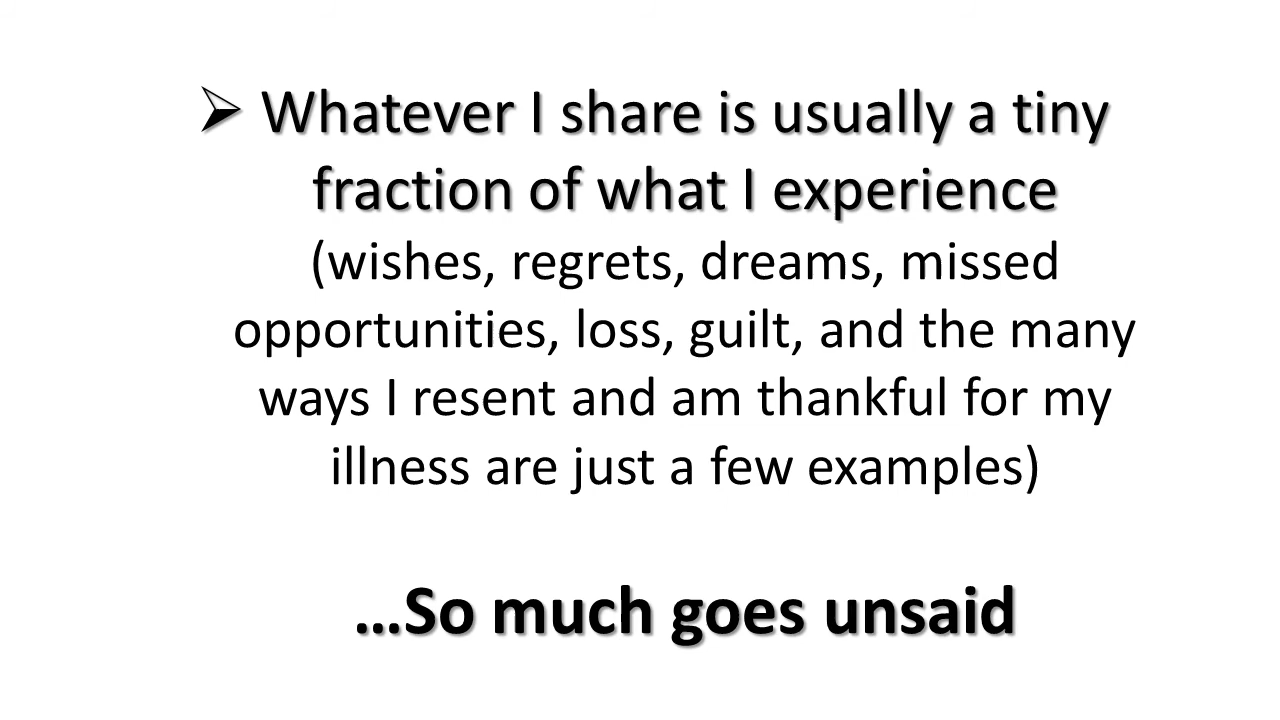 ➢ Whatever I share is usually a tiny
fraction of what I experience
(wishes, regrets, dreams, missed
opportunities, loss, guilt, and the many
ways I resent and am thankful for my
illness are just a few examples)
…So much goes unsaid